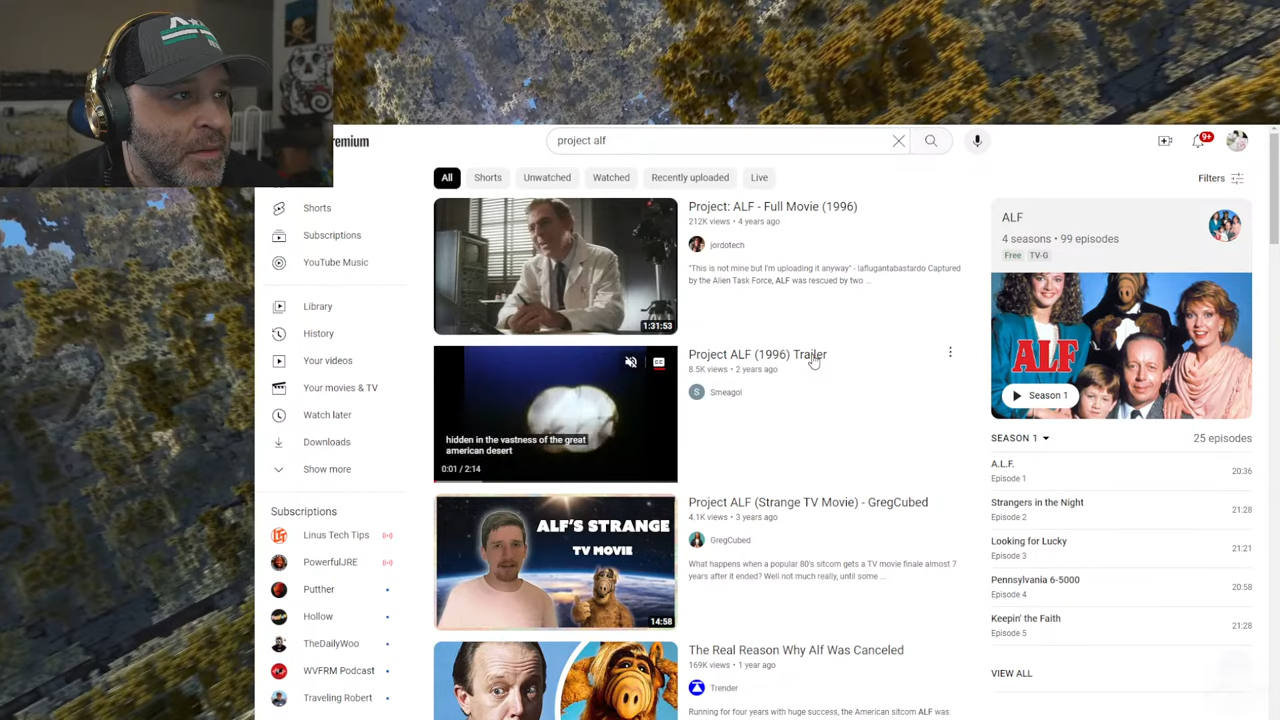 remium
project alf
9+
All
Shorts
Unwatched
Watched
Recently uploaded
Live
Filters
Shorts
Subscriptions
YouTube Music
Library
History
Your videos
Your movies & TV
Watch later
Downloads
Show more
Subscriptions
Linus Tech Tips
PowerfulJRE
Putther
Hollow
TheDailyWoo
WVFRM Podcast
Traveling Robert
1:31:53
Project: ALF - Full Movie (1996)
212K views • 4 years ago
jordotech
"This is not mine but I'm uploading it anyway" - laflugantabastardo Captured
by the Alien Task Force, ALF was rescued by two ...
hidden in the vastness of the great
american desert
0:01 / 2:14
Project ALF (1996) Trailer
8.5K views • 2 years ago
S
Smeagol
ALF'S STRANGE
TV MOVIE
14:58
Project ALF (Strange TV Movie) - GregCubed
4.1K views • 3 years ago
GregCubed
What happens when a popular 80's sitcom gets a TV movie finale almost 7
years after it ended? Well not much really, until some ...
The Real Reason Why Alf Was Canceled
169K views • 1 year ago
Trender
Running for four years with huge success, the American sitcom ALF was
ALF
4 seasons • 99 episodes
Free
TV-G
ALF
Season 1
SEASON 1
25 episodes
A.L.F.
Episode 1
20:36
Strangers in the Night
Episode 2
21:28
Looking for Lucky
Episode 3
21:21
Pennsylvania 6-5000
Episode 4
20:58
Keepin' the Faith
Episode 5
21:28
VIEW ALL